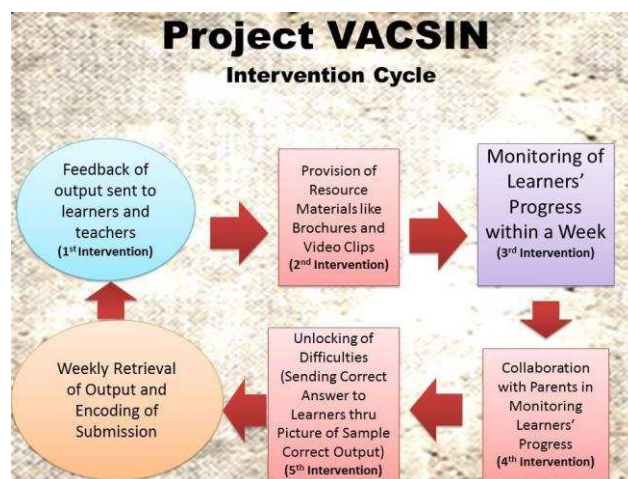 Project VACSIN
Intervention Cycle
Feedback of
output sent to
learners and
teachers
(1st Intervention)
Provision of
Resource
Materials like
Brochures and
Video Clips
(2nd Intervention)
Monitoring of
Learners'
Progress
within a Week
(3rd Intervention)
Collaboration
with Parents in
Monitoring
Learners'
Progress
(4th Intervention)
Unlocking of
Difficulties
(Sending Correct
Answer to
Learners thru
Picture of Sample
Correct Output)
(5th Intervention)
Weekly Retrieval
of Output and
Encoding of
Submission